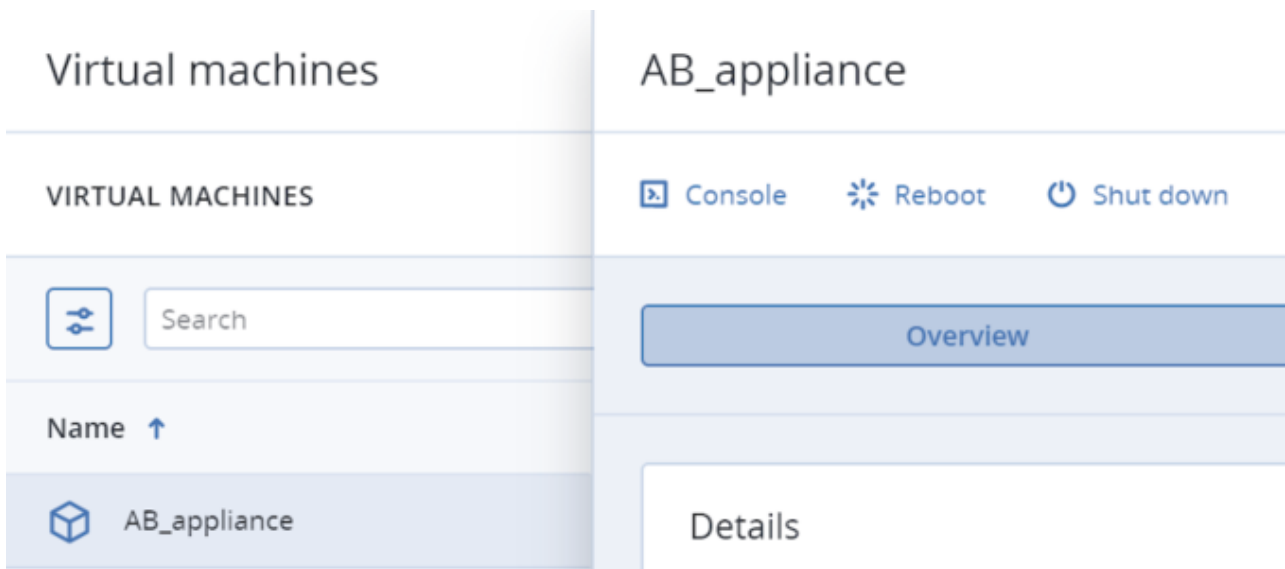 Virtual machines
VIRTUAL MACHINES
Search
Name
AB_appliance
AB_appliance
Console Reboot Shut down
Overview
Details